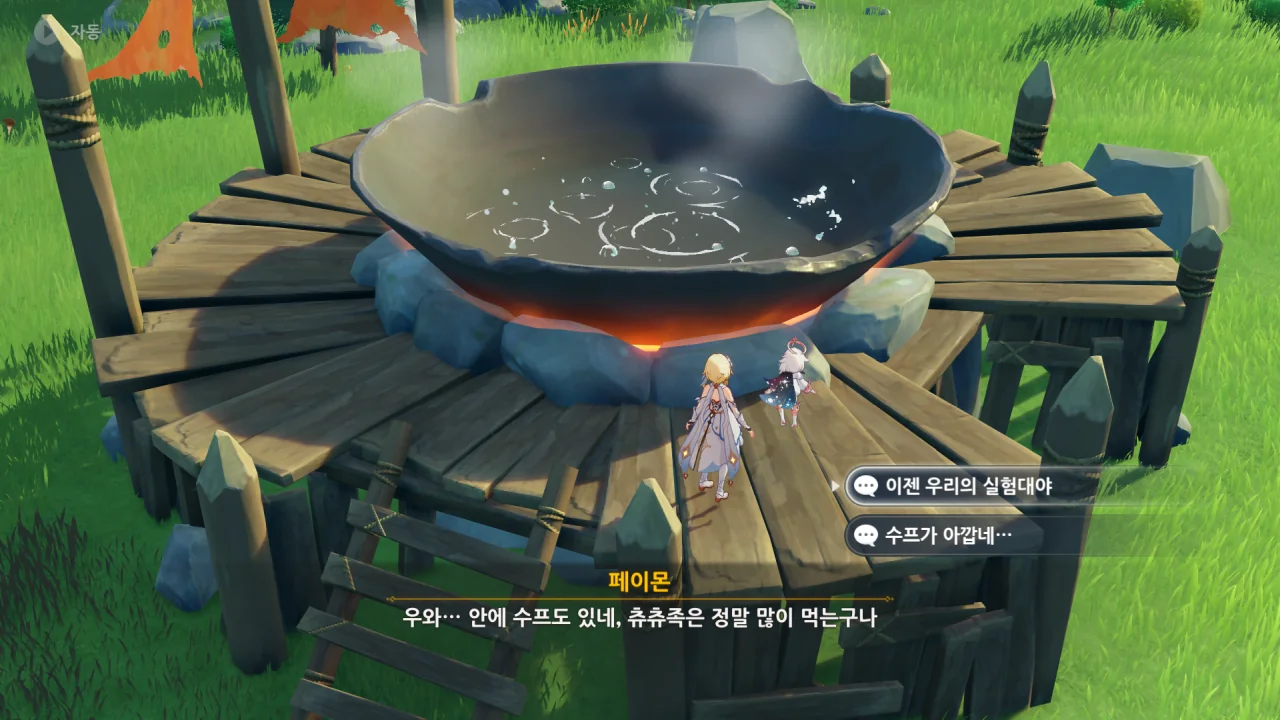 자동
이젠 우리의 실험대야
수프가 아깝네…
페이몬
우와… 안에 수프도 있네, 츄츄족은 정말 많이 먹는구나